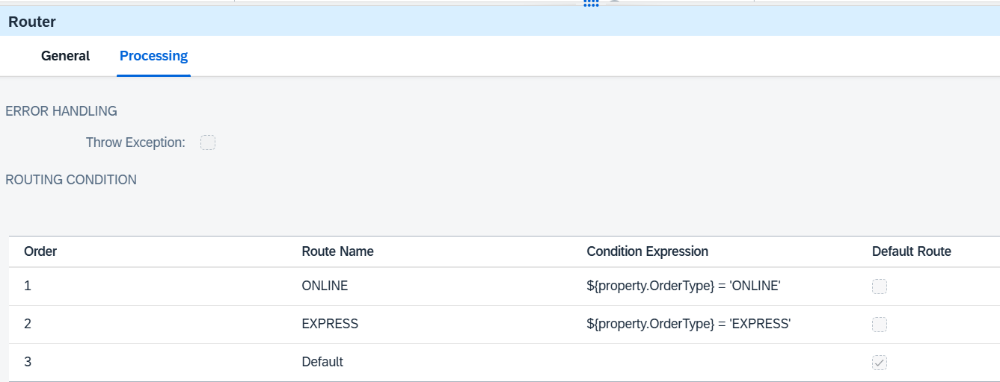 Router
General Processing
ERROR HANDLING
Throw Exception:
ROUTING CONDITION
Order Route Name Condition Expression Default Route
1 ONLINE ${property.OrderType} = 'ONLINE'
2 EXPRESS ${property.OrderType} = 'EXPRESS'
3 Default